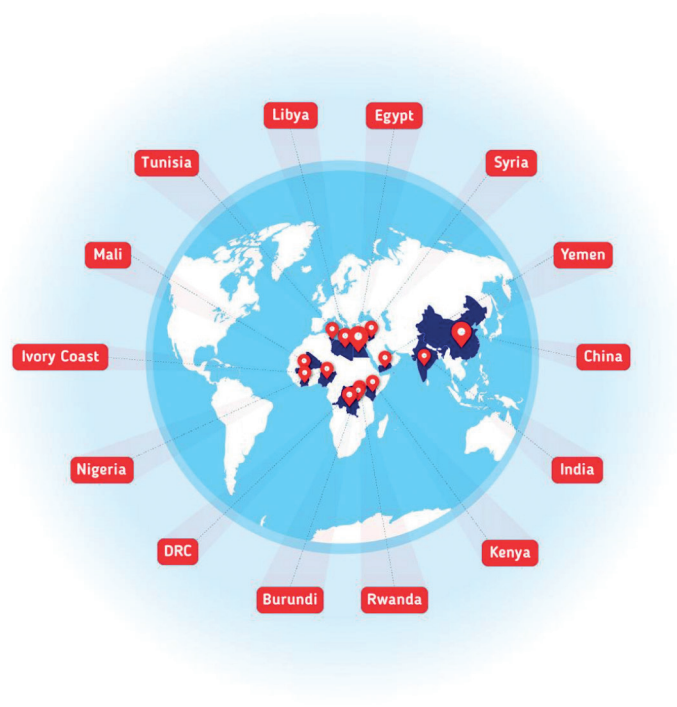 Libya
Egypt
Tunisia
Syria
Mali
Yemen
Ivory Coast
China
Nigeria
India
DRC
Kenya
Burundi
Rwanda